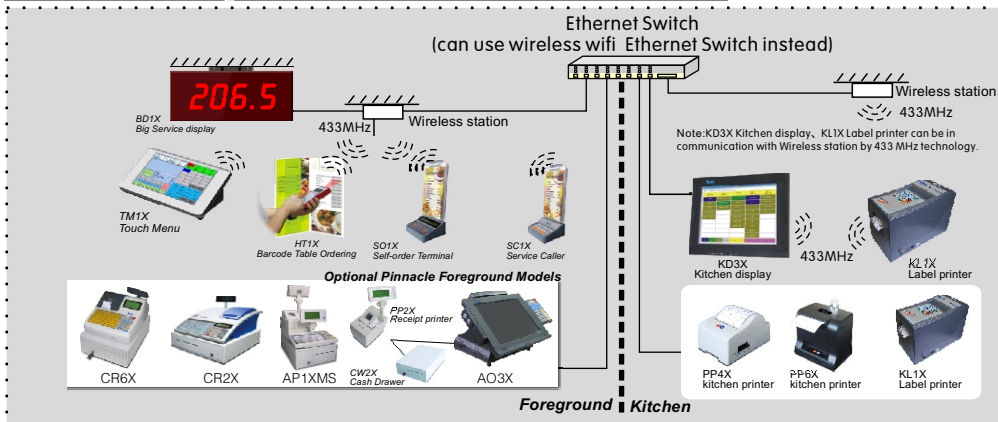 Ethernet Switch
(can use wireless wifi Ethernet Switch instead)
206.5
BD1X
Big Service display
433MHz
Wireless station
Wireless station
433MHz
Note:KD3X Kitchen display、KL1X Label printer can be in
communication with Wireless station by 433 MHz technology.
TM1X
Touch Menu
HT1X
Barcode Table Ordering
SO1X
Self-order Terminal
SC1X
Service Caller
KD3X
Kitchen display
433MHz
KL1X
Label printer
Optional Pinnacle Foreground Models
CR6X
CR2X
AP1XMS
PP2X
Receipt printer
CW2X
Cash Drawer
AO3X
PP4X
kitchen printer
PP6X
kitchen printer
KL1X
Label printer
Foreground
Kitchen